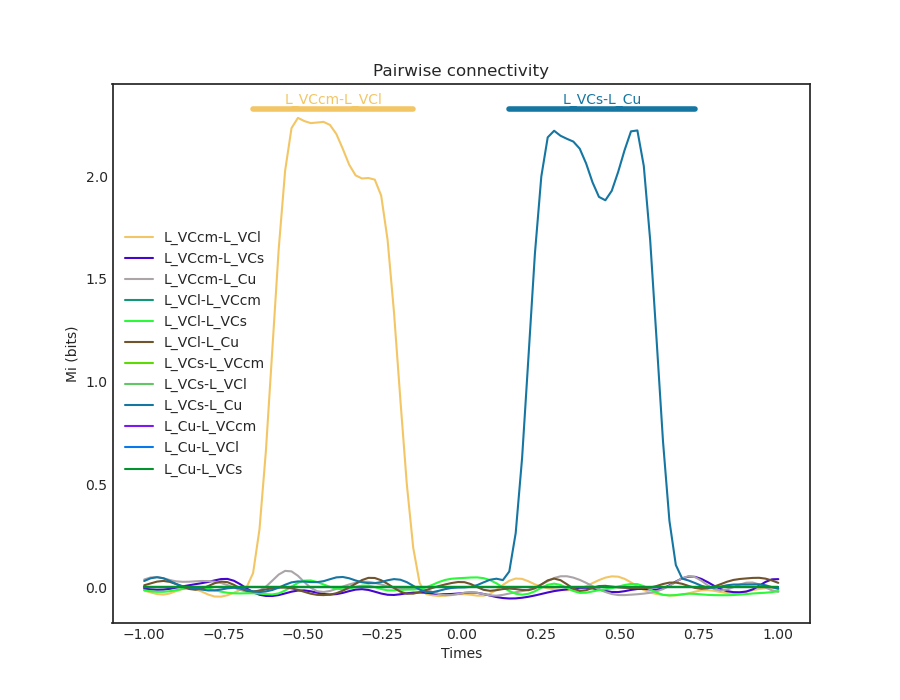 Pairwise connectivity
L_VCcm-L_VCl
L_VCs-L_Cu
2.0
1.5
1.0
0.5
0.0
Mi (bits)
L_VCcm-L_VCl
L_VCcm-L_VCs
L_VCcm-L_Cu
L_VCl-L_VCcm
L_VCl-L_VCs
L_VCl-L_Cu
L_VCs-L_VCcm
L_VCs-L_VCl
L_VCs-L_Cu
L_Cu-L_VCcm
L_Cu-L_VCl
L_Cu-L_VCs
−1.00 −0.75 −0.50 −0.25 0.00 0.25 0.50 0.75 1.00
Times